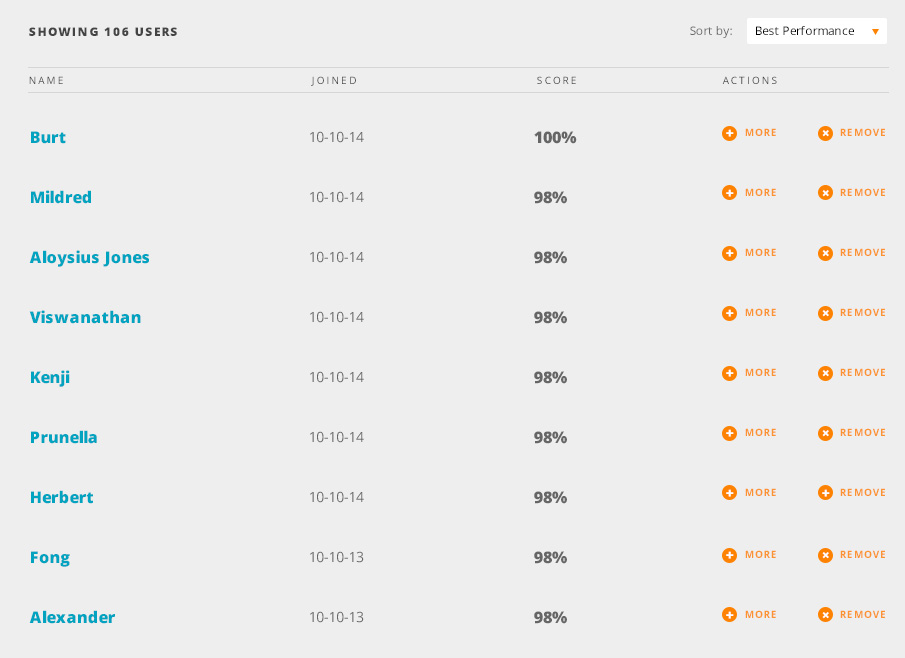 SHOWING 106 USERS Sort by: Best Performance
NAME JOINED SCORE ACTIONS
Burt 10-10-14 100% MORE REMOVE
Mildred 10-10-14 98% MORE REMOVE
Aloysius Jones 10-10-14 98% MORE REMOVE
Viswanathan 10-10-14 98% MORE REMOVE
Kenji 10-10-14 98% MORE REMOVE
Prunella 10-10-14 98% MORE REMOVE
Herbert 10-10-14 98% MORE REMOVE
Fong 10-10-13 98% MORE REMOVE
Alexander 10-10-13 98% MORE REMOVE